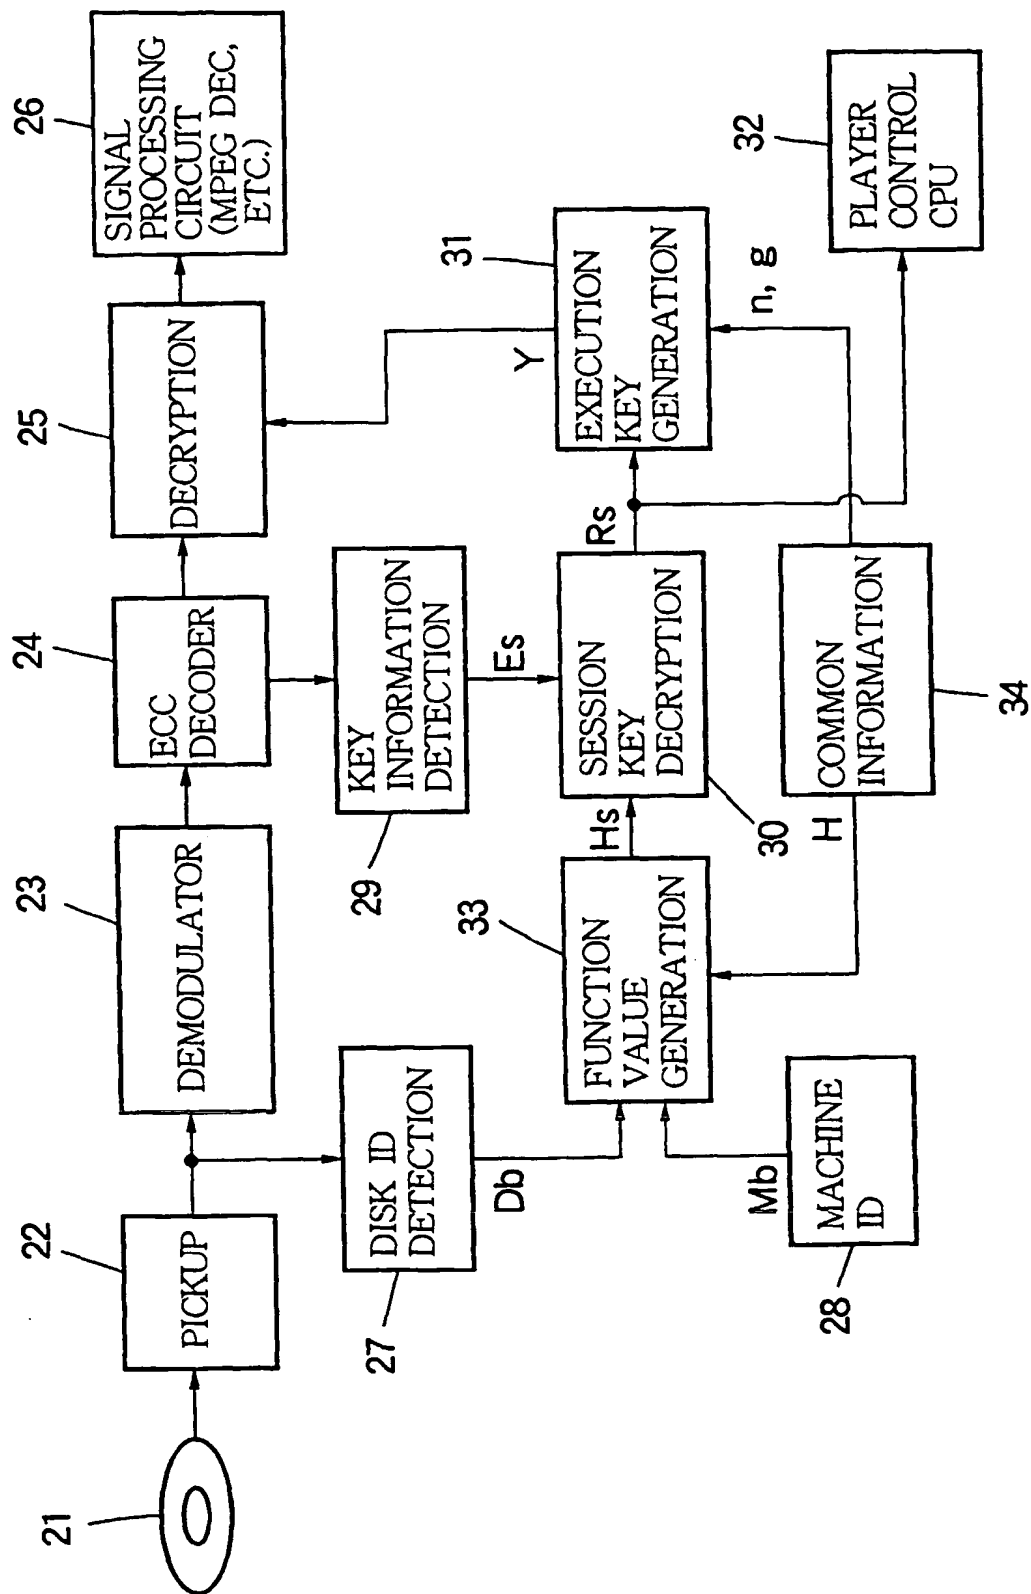 21
22
PICKUP
23
DEMODULATOR
24
ECC
DECODER
25
DECRYPTION
26
SIGNAL
PROCESSING
CIRCUIT
(MPEG DEC,
ETC.)
27
DISK ID
DETECTION
Db
29
KEY
INFORMATION
DETECTION
Es
Y
31
EXECUTION
KEY
GENERATION
n, g
33
FUNCTION
VALUE
GENERATION
Hs
30
SESSION
KEY
DECRYPTION
Rs
32
PLAYER
CONTROL
CPU
Mb
28
MACHINE
ID
H
34
COMMON
INFORMATION